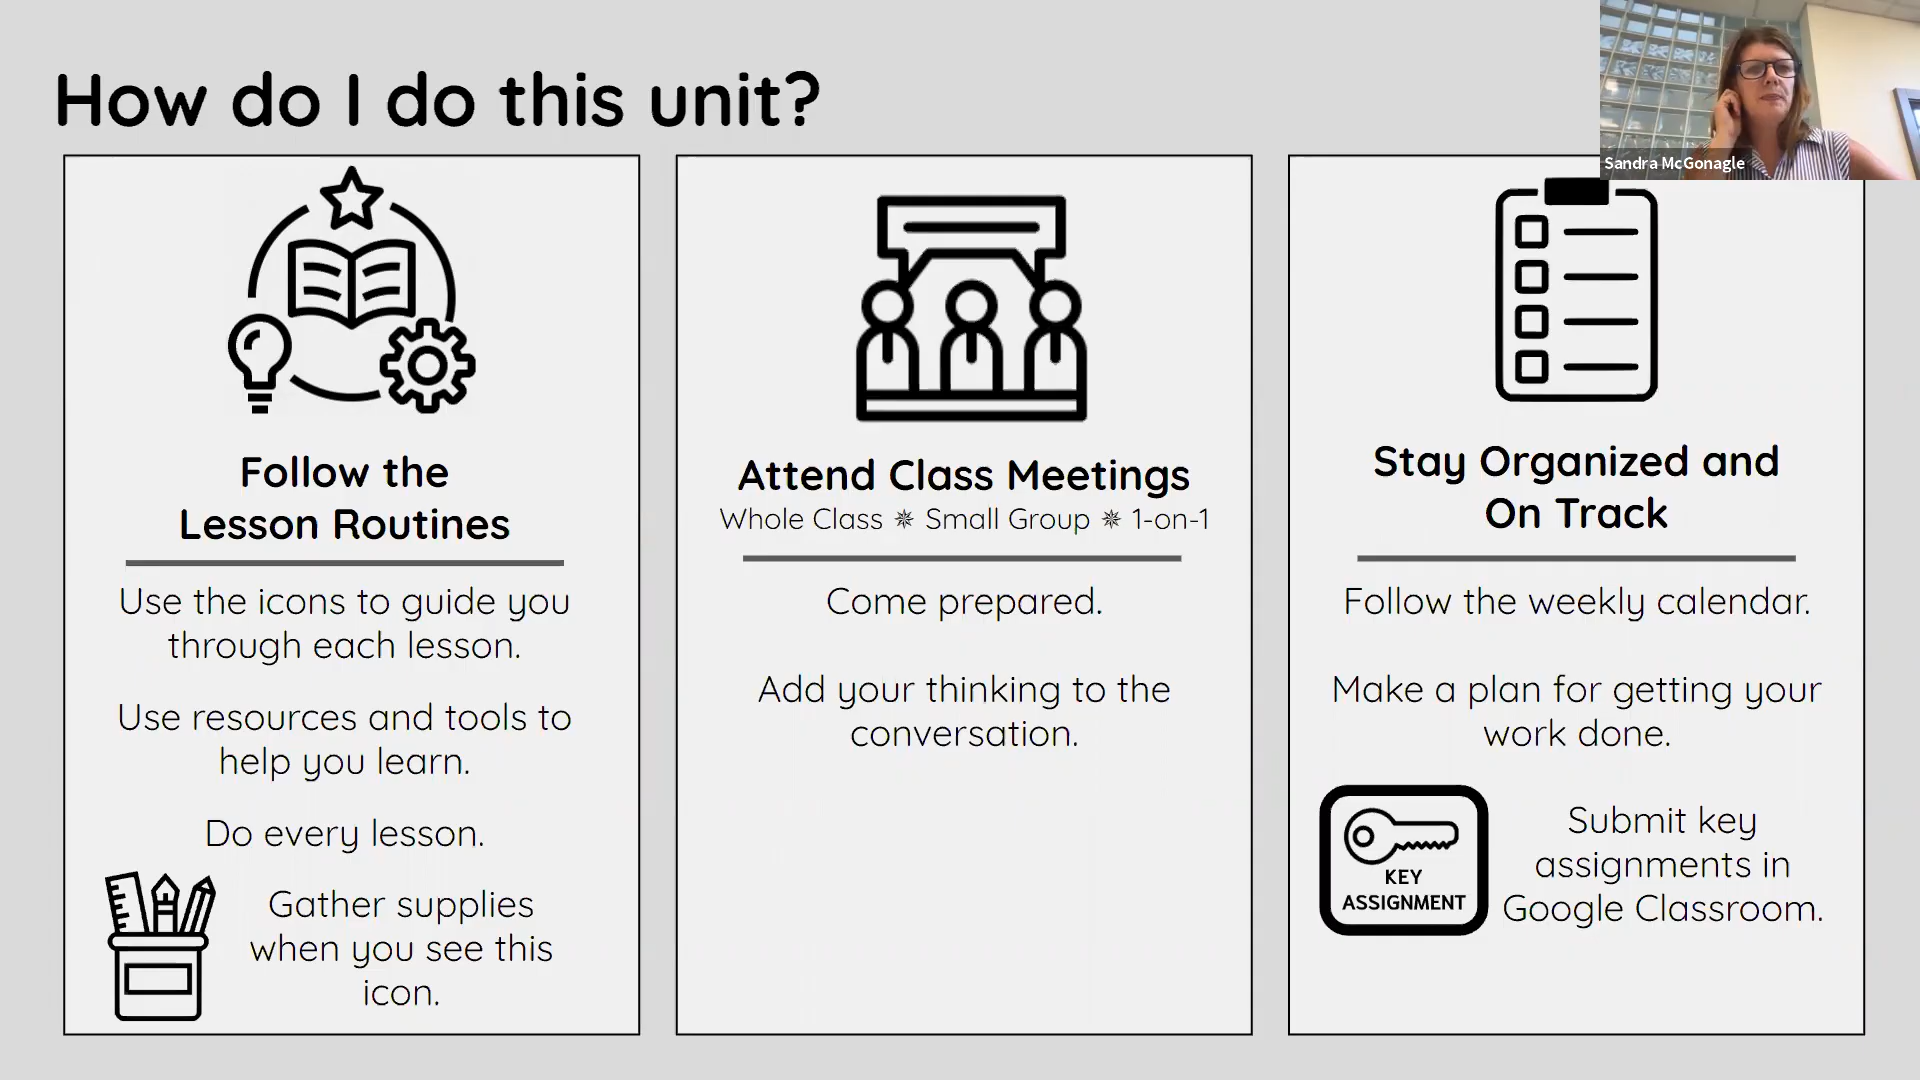 How do I do this unit?
Sandra McGonagle
Follow the
Lesson Routines
Use the icons to guide you
through each lesson.
Use resources and tools to
help you learn.
Do every lesson.
Gather supplies
when you see this
icon.
Attend Class Meetings
Whole Class ✵ Small Group ✵ 1-on-1
Come prepared.
Add your thinking to the
conversation.
Stay Organized and
On Track
Follow the weekly calendar.
Make a plan for getting your
work done.
KEY
ASSIGNMENT
Submit key
assignments in
Google Classroom.